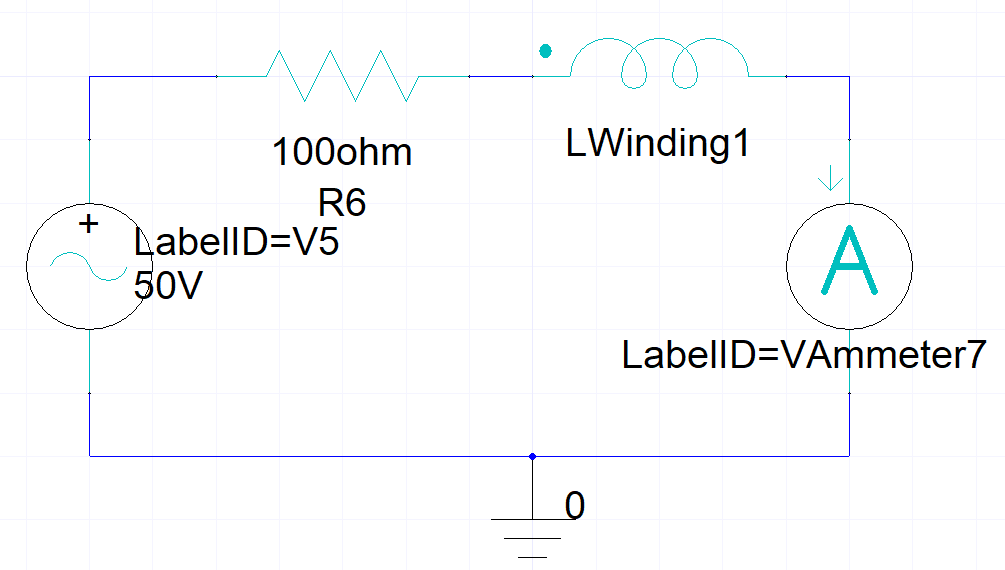 100ohm
LWinding1
R6
+
LabelID=V5
50V
A
LabelID=VAmmeter7
0